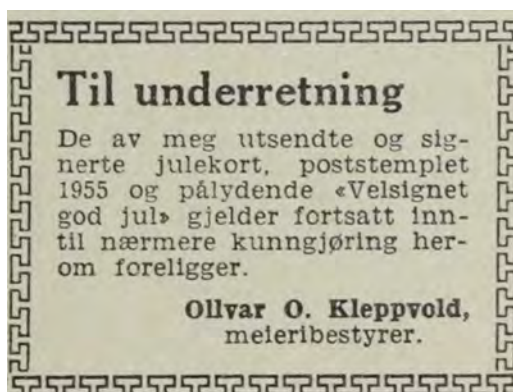 Til underretning
De av meg utsendte og sig-
nerte julekort, poststemplet
1955 og pålydende «Velsignet
god jul» gjelder fortsatt inn-
til nærmere kunngjøring her-
om foreligger.
Ollvar O. Kleppvold,
meieribestyrer.